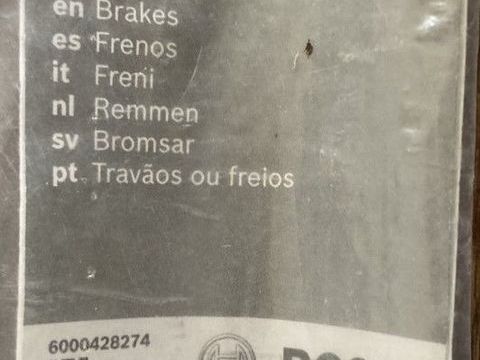 en Brakes
es Frenos
it Freni
nl Remmen
sv Bromsar
pt Travãos ou freios
6000428274